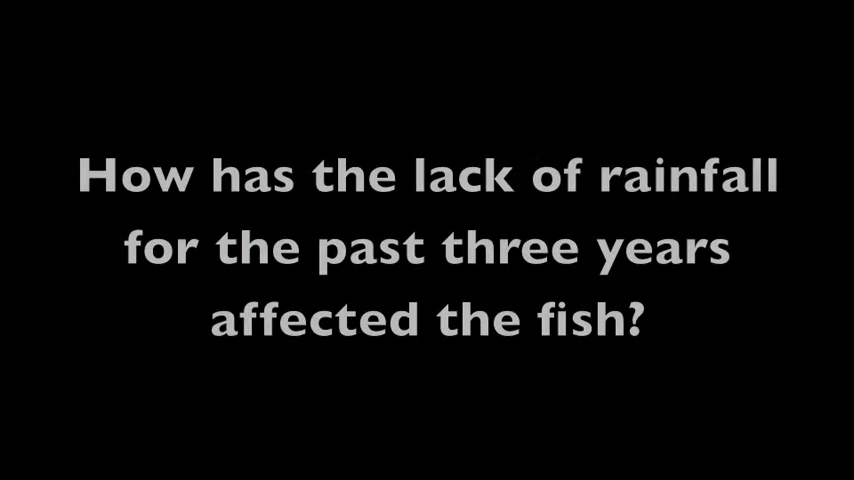 How has the lack of rainfall
for the past three years
affected the fish?